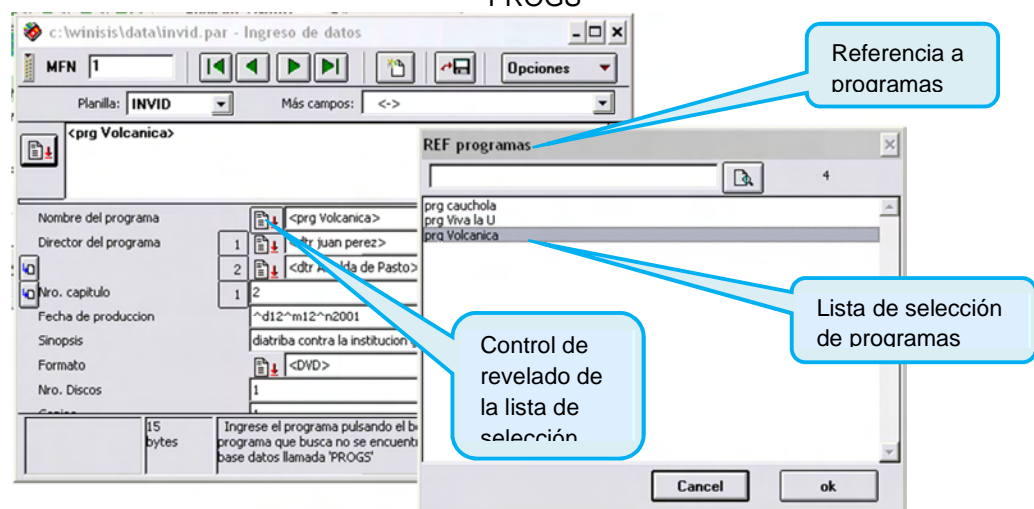 PROGS
c:\winisis\data\invid.par - Ingreso de datos
MFN 1
Opciones
Planilla: INVID
Más campos: <->
<prg Volcanica>
Nombre del programa
<prg Volcanica>
Director del programa
1
<dtr juan perez>
2
de Pasto>
Nro. capitulo
1
2
Fecha de produccion
^d12^m12^n2001
Sinopsis
diatriba contra la institucion
Formato
<DVD>
Nro. Discos
1
15
bytes
Ingrese el programa pulsando el
programa que busca no se
base datos llamada 'PROGS'
REF programas
4
prg cauchola
prg Viva la U
prg Volcanica
Cancel
ok
Referencia a
programas
Lista de selección
de programas
Control de
revelado de
la lista de
selección